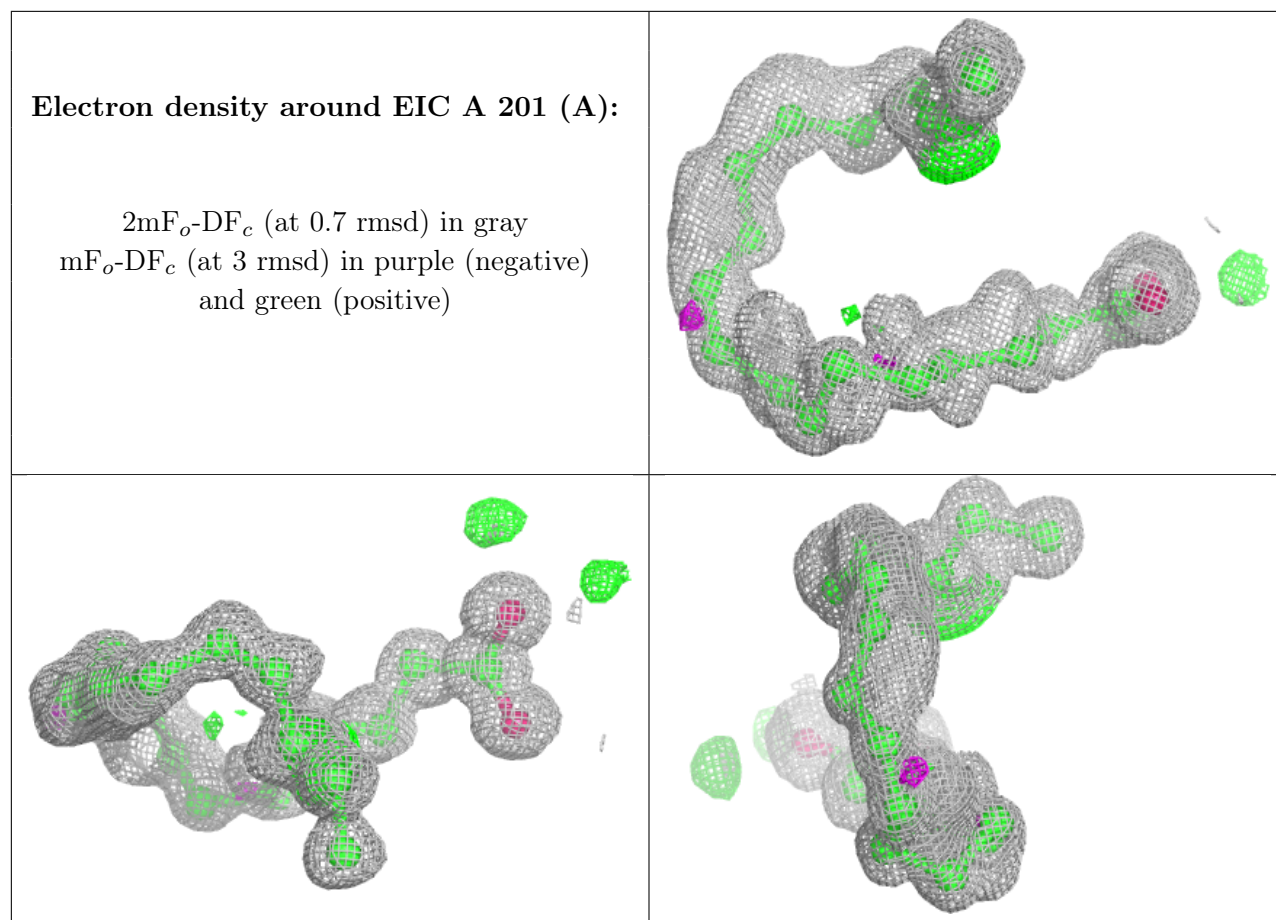 Electron density around EIC A 201 (A):
2mFo-DFc (at 0.7 rmsd) in gray
mFo-DFc (at 3 rmsd) in purple (negative)
and green (positive)